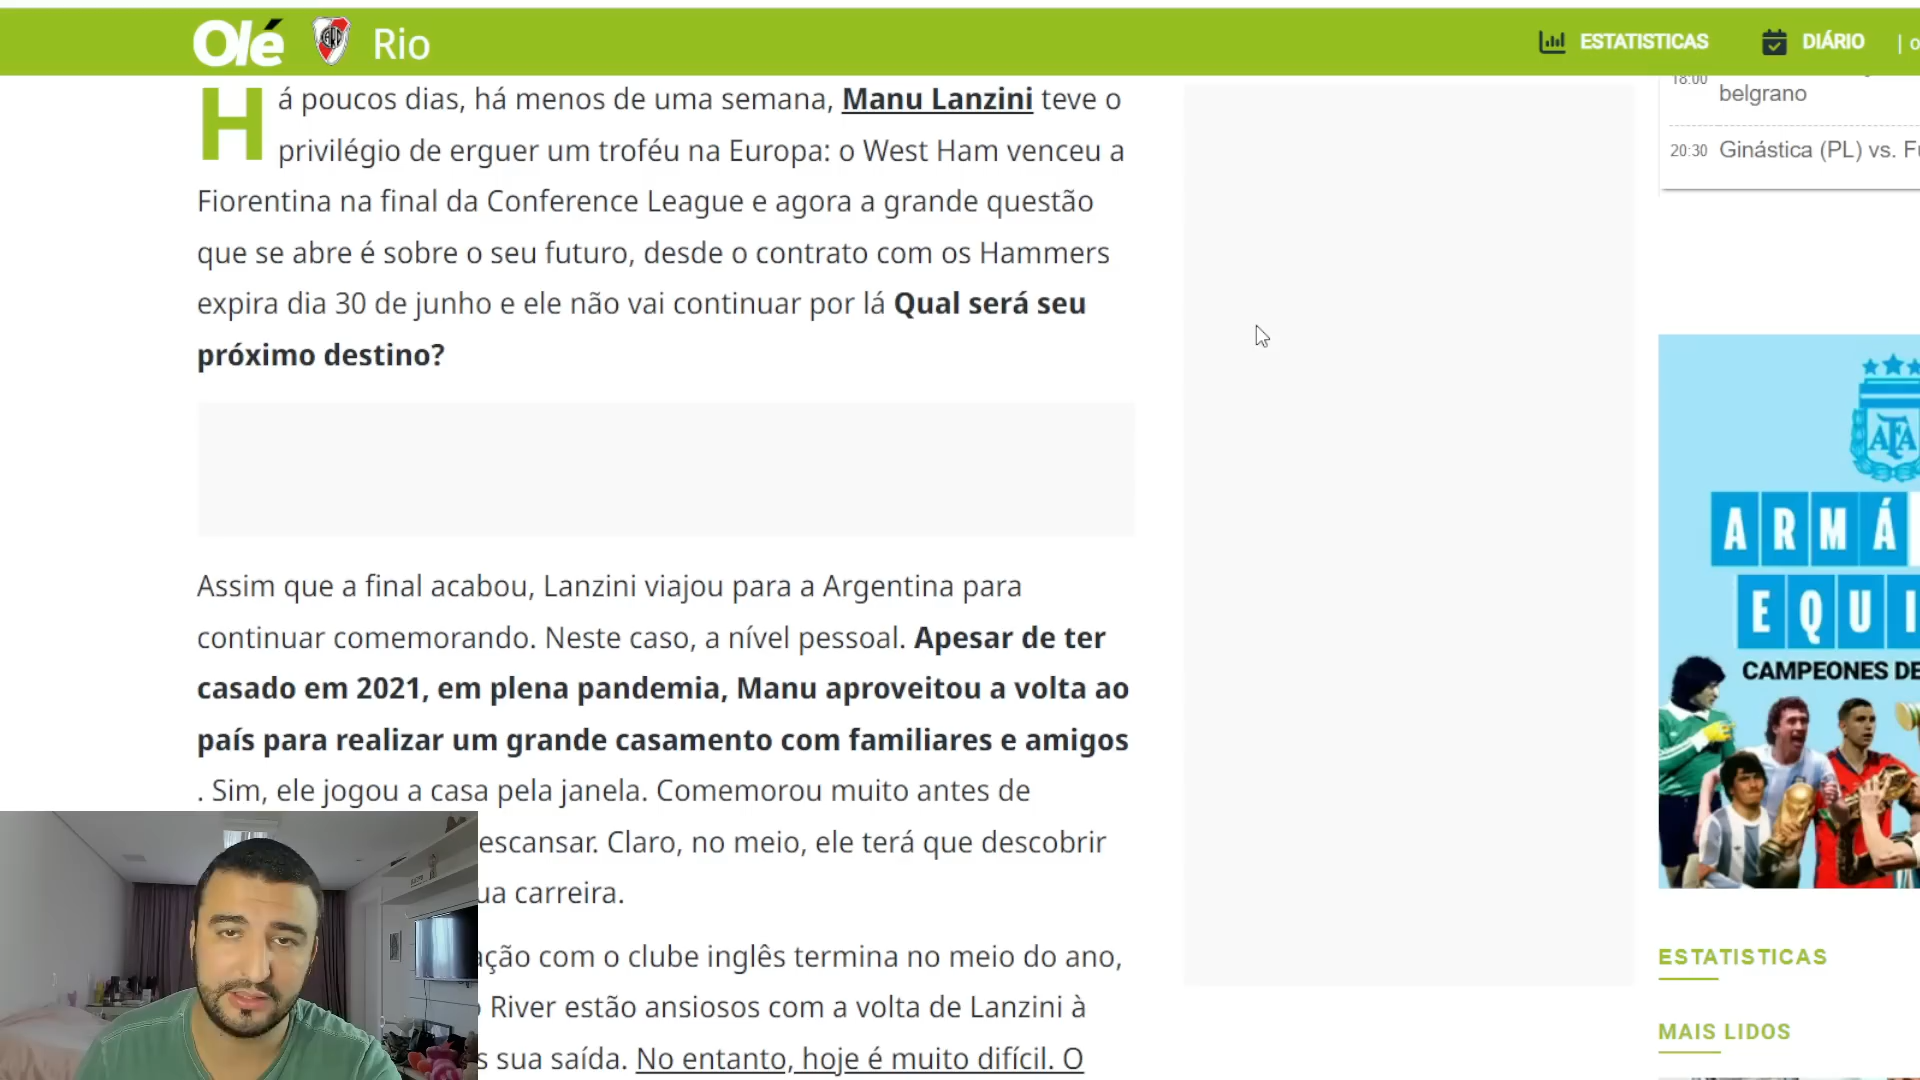 Olé Rio ESTATISTICAS DIÁRIO
Há poucos dias, há menos de uma semana, Manu Lanzini teve o
privilégio de erguer um troféu na Europa: o West Ham venceu a
Fiorentina na final da Conference League e agora a grande questão
que se abre é sobre o seu futuro, desde o contrato com os Hammers
expira dia 30 de junho e ele não vai continuar por lá Qual será seu
próximo destino?
Assim que a final acabou, Lanzini viajou para a Argentina para
continuar comemorando. Neste caso, a nível pessoal. Apesar de ter
casado em 2021, em plena pandemia, Manu aproveitou a volta ao
país para realizar um grande casamento com familiares e amigos
. Sim, ele jogou a casa pela janela. Comemorou muito antes de
escansar. Claro, no meio, ele terá que descobrir
ua carreira.
ação com o clube inglês termina no meio do ano,
River estão ansiosos com a volta de Lanzini à
s sua saída. No entanto, hoje é muito difícil. O
18:00
belgrano
20:30 Ginástica (PL) vs. F
AFA
ARMÁ
EQUI
CAMPEONES DE
ESTATISTICAS
MAIS LIDOS